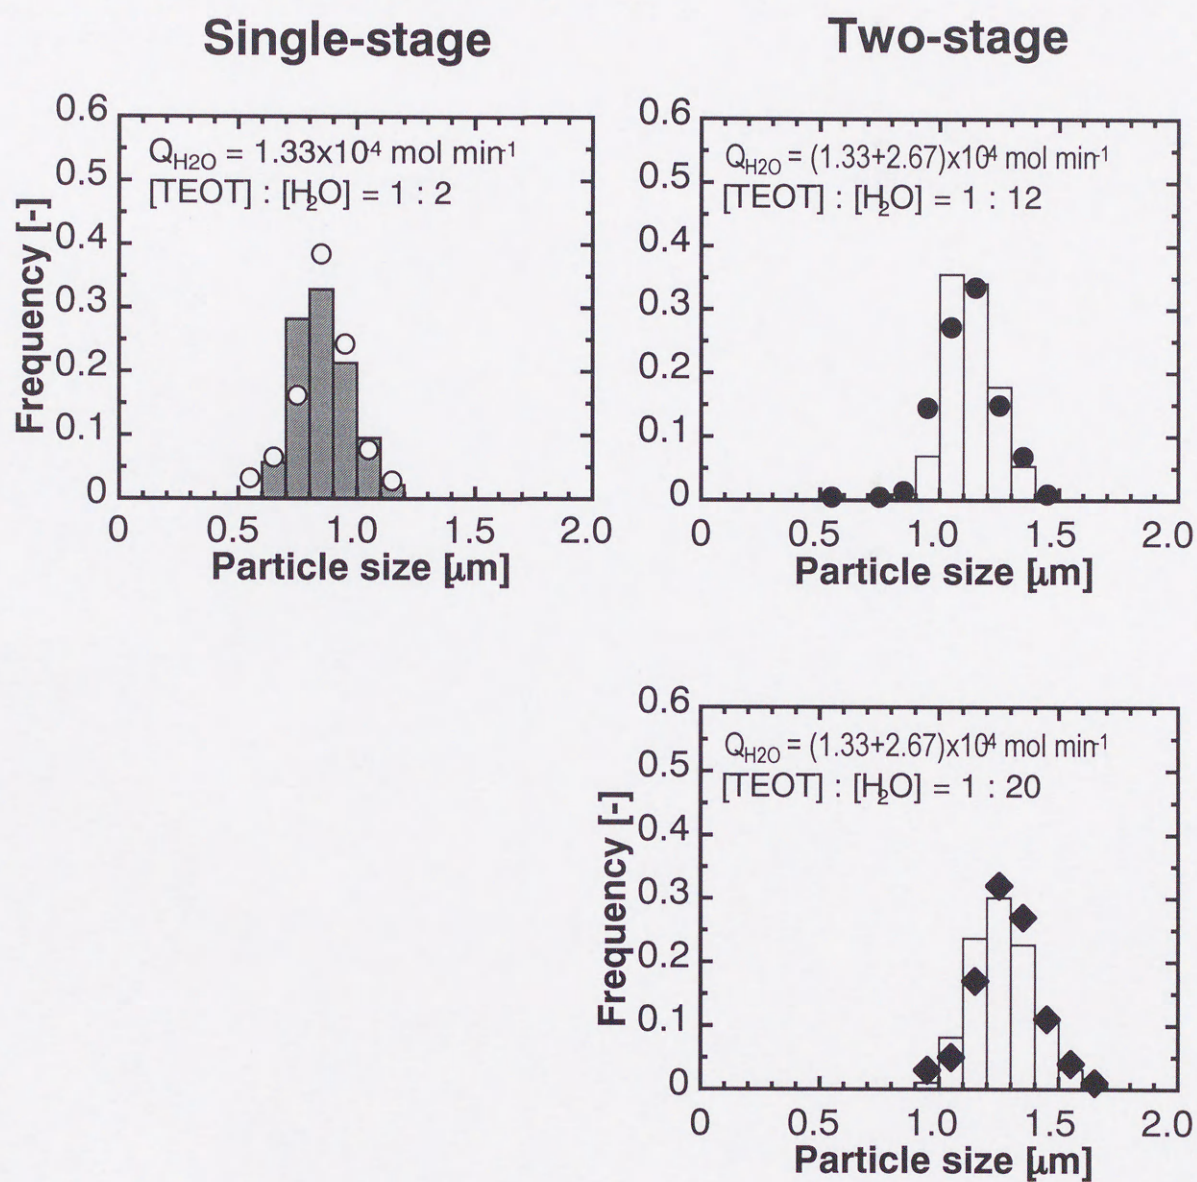 Single-stage
Two-stage
Q_H2O = 1.33x10⁴ mol min⁻¹
[TEOT] : [H₂O] = 1 : 2
Frequency [-]
0.6
0.5
0.4
0.3
0.2
0.1
0
0 0.5 1.0 1.5 2.0
Particle size [μm]
Q_H2O = (1.33+2.67)x10⁴ mol min⁻¹
[TEOT] : [H₂O] = 1 : 12
0.6
0.5
0.4
0.3
0.2
0.1
0
0 0.5 1.0 1.5 2.0
Particle size [μm]
Q_H2O = (1.33+2.67)x10⁴ mol min⁻¹
[TEOT] : [H₂O] = 1 : 20
Frequency [-]
0.6
0.5
0.4
0.3
0.2
0.1
0
0 0.5 1.0 1.5 2.0
Particle size [μm]